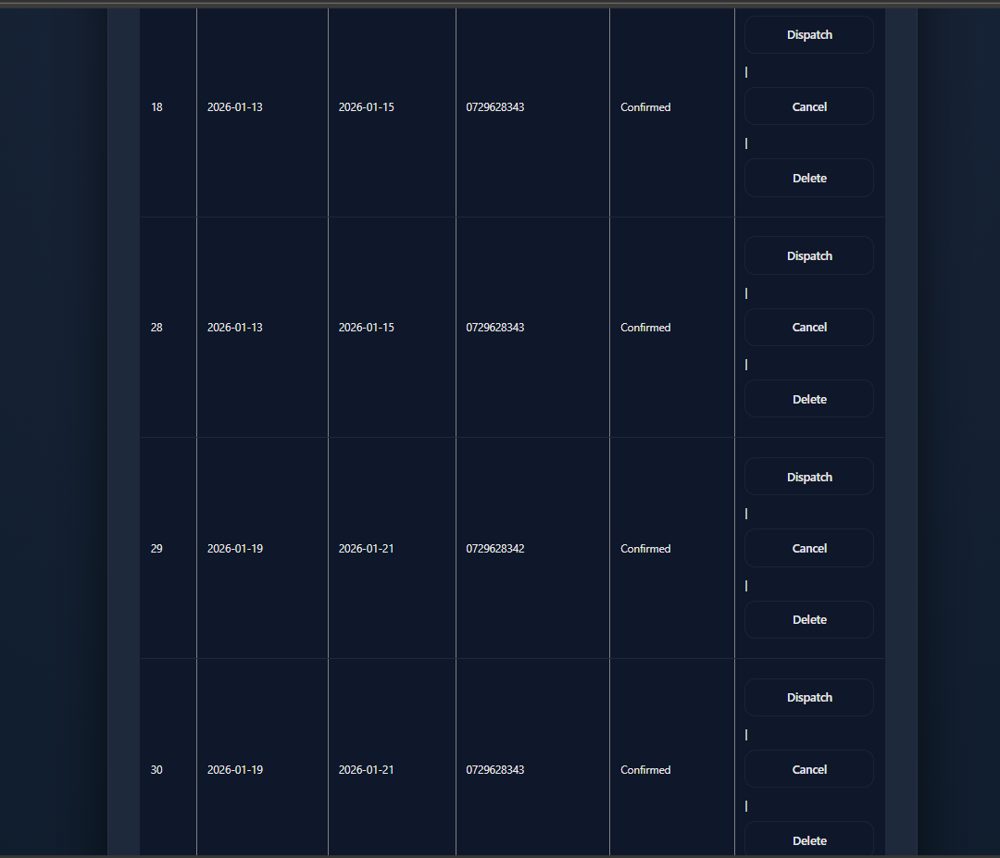 Dispatch
|
18 2026-01-13 2026-01-15 0729628343 Confirmed Cancel
|
Delete
Dispatch
|
28 2026-01-13 2026-01-15 0729628343 Confirmed Cancel
|
Delete
Dispatch
|
29 2026-01-19 2026-01-21 0729628342 Confirmed Cancel
|
Delete
Dispatch
|
30 2026-01-19 2026-01-21 0729628343 Confirmed Cancel
|
Delete